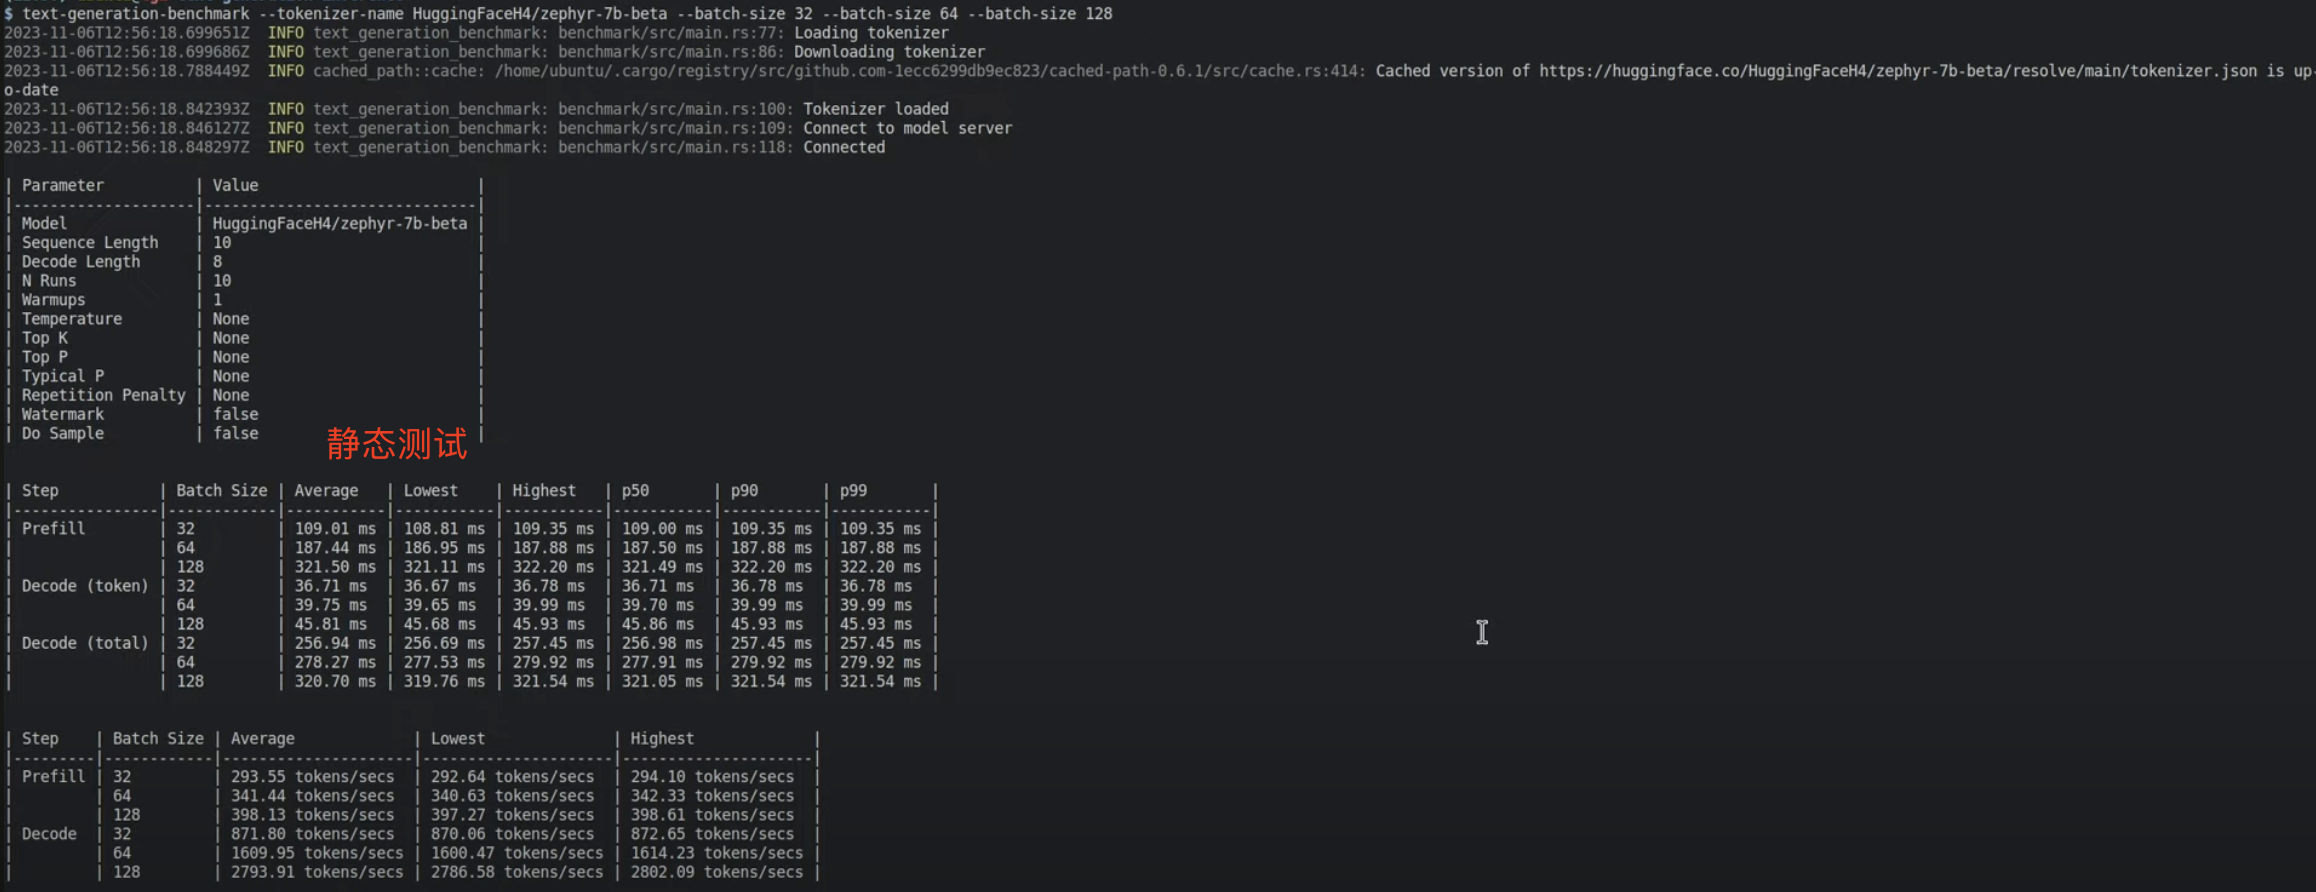 $ text-generation-benchmark --tokenizer-name HuggingFaceH4/zephyr-7b-beta --batch-size 32 --batch-size 64 --batch-size 128
2023-11-06T12:56:18.699651Z  INFO text_generation_benchmark: benchmark/src/main.rs:77: Loading tokenizer
2023-11-06T12:56:18.699686Z  INFO text_generation_benchmark: benchmark/src/main.rs:86: Downloading tokenizer
2023-11-06T12:56:18.788449Z  INFO cached_path::cache: /home/ubuntu/.cargo/registry/src/github.com-1ecc6299db9ec823/cached-path-0.6.1/src/cache.rs:414: Cached version of https://huggingface.co/HuggingFaceH4/zephyr-7b-beta/resolve/main/tokenizer.json is up-
o-date
2023-11-06T12:56:18.842393Z  INFO text_generation_benchmark: benchmark/src/main.rs:100: Tokenizer loaded
2023-11-06T12:56:18.846127Z  INFO text_generation_benchmark: benchmark/src/main.rs:109: Connect to model server
2023-11-06T12:56:18.848297Z  INFO text_generation_benchmark: benchmark/src/main.rs:118: Connected
| Parameter | Value |
| Model | HuggingFaceH4/zephyr-7b-beta |
| Sequence Length | 10 |
| Decode Length | 8 |
| N Runs | 10 |
| Warmups | 1 |
| Temperature | None |
| Top K | None |
| Top P | None |
| Typical P | None |
| Repetition Penalty | None |
| Watermark | false |
| Do Sample | false |
静态测试
| Step | Batch Size | Average | Lowest | Highest | p50 | p90 | p99 |
| Prefill | 32 | 109.01 ms | 108.81 ms | 109.35 ms | 109.00 ms | 109.35 ms | 109.35 ms |
| | 64 | 187.44 ms | 186.95 ms | 187.88 ms | 187.50 ms | 187.88 ms | 187.88 ms |
| | 128 | 321.50 ms | 321.11 ms | 322.20 ms | 321.49 ms | 322.20 ms | 322.20 ms |
| Decode (token) | 32 | 36.71 ms | 36.67 ms | 36.78 ms | 36.71 ms | 36.78 ms | 36.78 ms |
| | 64 | 39.75 ms | 39.65 ms | 39.99 ms | 39.70 ms | 39.99 ms | 39.99 ms |
| | 128 | 45.81 ms | 45.68 ms | 45.93 ms | 45.86 ms | 45.93 ms | 45.93 ms |
| Decode (total) | 32 | 256.94 ms | 256.69 ms | 257.45 ms | 256.98 ms | 257.45 ms | 257.45 ms |
| | 64 | 278.27 ms | 277.53 ms | 279.92 ms | 277.91 ms | 279.92 ms | 279.92 ms |
| | 128 | 320.70 ms | 319.76 ms | 321.54 ms | 321.05 ms | 321.54 ms | 321.54 ms |
| Step | Batch Size | Average | Lowest | Highest |
| Prefill | 32 | 293.55 tokens/secs | 292.64 tokens/secs | 294.10 tokens/secs |
| | 64 | 341.44 tokens/secs | 340.63 tokens/secs | 342.33 tokens/secs |
| | 128 | 398.13 tokens/secs | 397.27 tokens/secs | 398.61 tokens/secs |
| Decode | 32 | 871.80 tokens/secs | 870.06 tokens/secs | 872.65 tokens/secs |
| | 64 | 1609.95 tokens/secs | 1600.47 tokens/secs | 1614.23 tokens/secs |
| | 128 | 2793.91 tokens/secs | 2786.58 tokens/secs | 2802.09 tokens/secs |